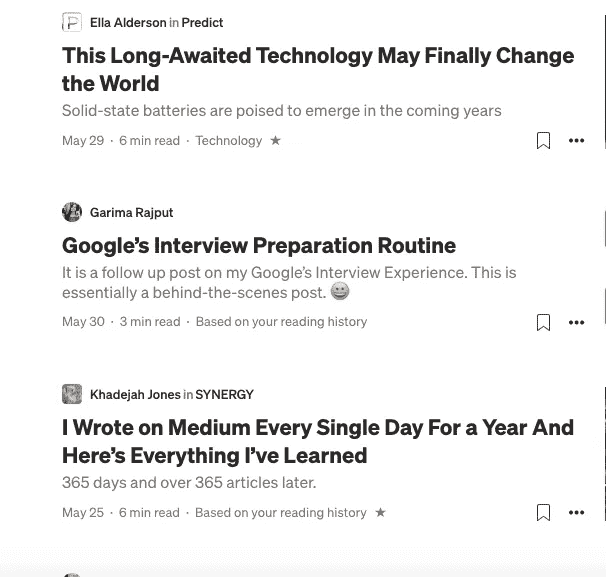 Ella Alderson in Predict
This Long-Awaited Technology May Finally Change
the World
Solid-state batteries are poised to emerge in the coming years
May 29 · 6 min read · Technology ★
Garima Rajput
Google’s Interview Preparation Routine
It is a follow up post on my Google’s Interview Experience. This is
essentially a behind-the-scenes post. 😀
May 30 · 3 min read · Based on your reading history
Khadejah Jones in SYNERGY
I Wrote on Medium Every Single Day For a Year And
Here’s Everything I’ve Learned
365 days and over 365 articles later.
May 25 · 6 min read · Based on your reading history ★